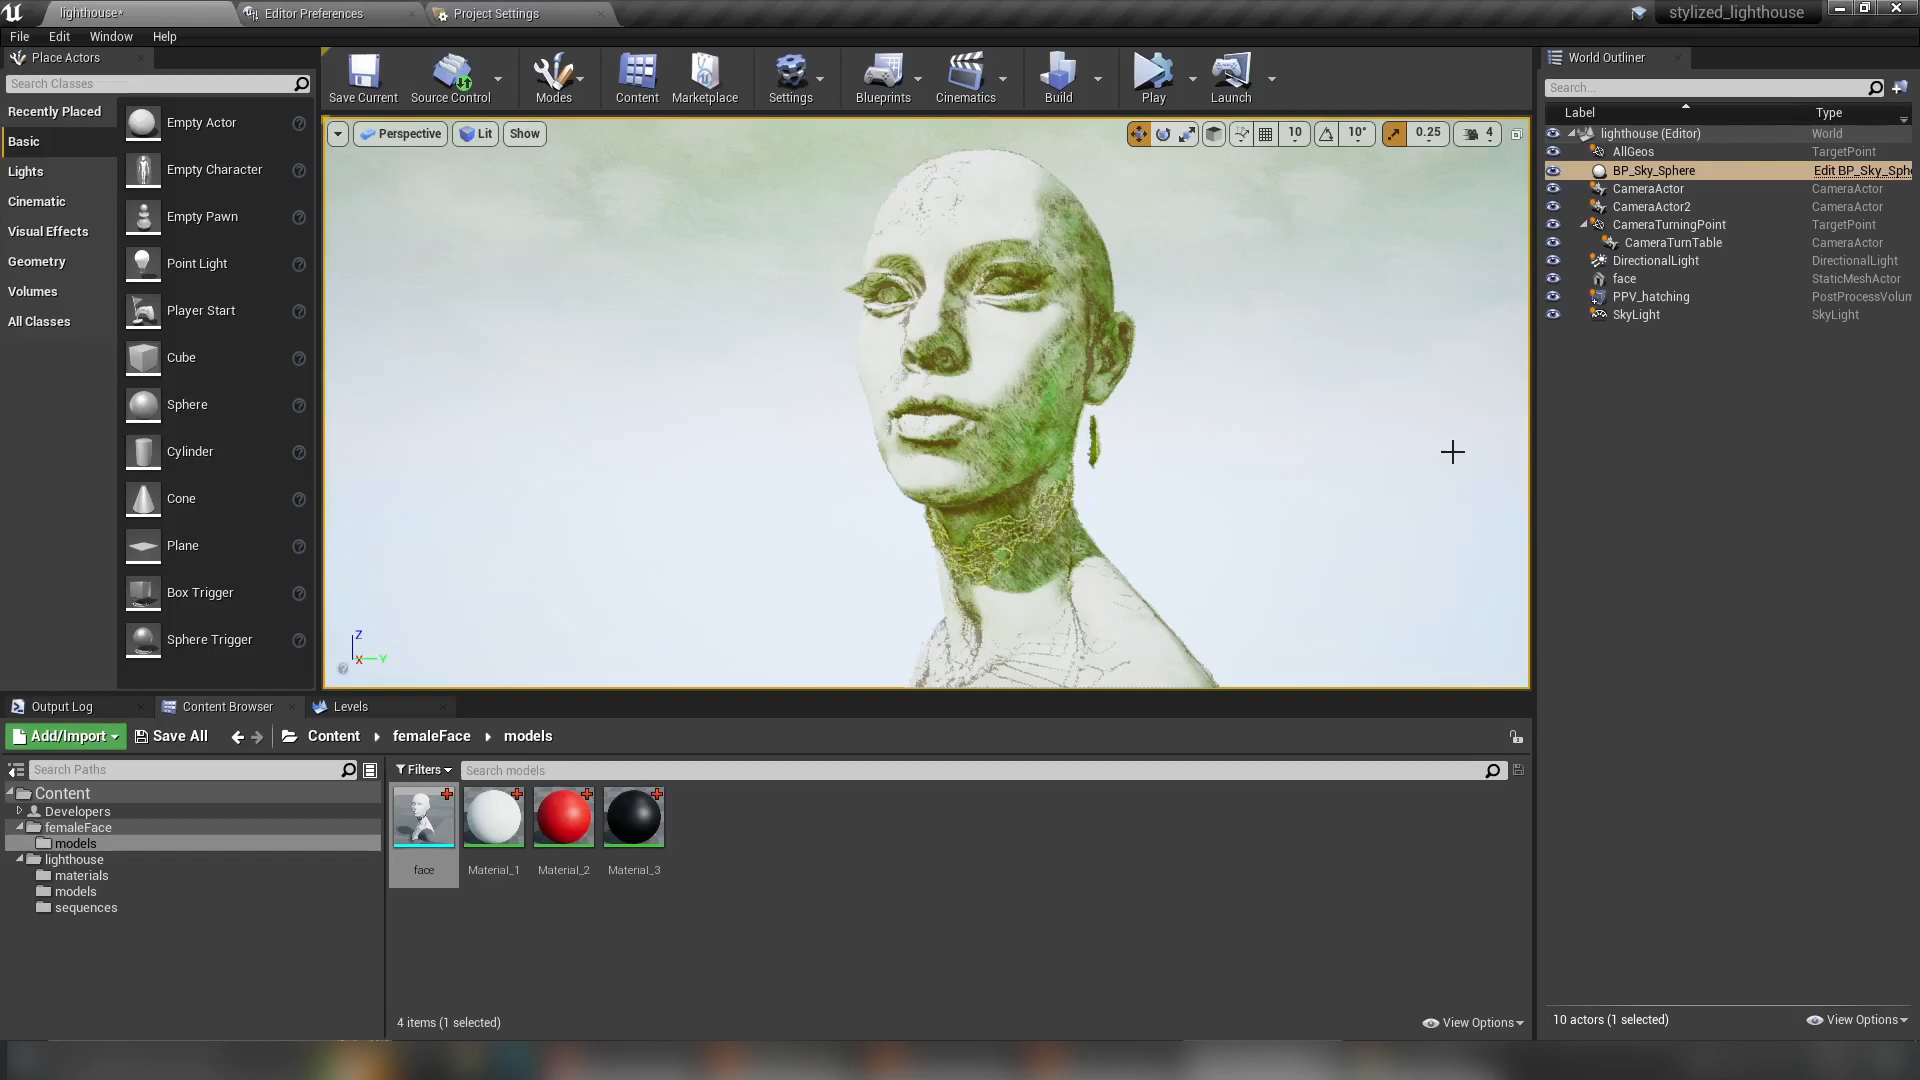 lighthouse*
Editor Preferences
Project Settings
stylized_lighthouse
File Edit Window Help
Place Actors
Search Classes
Recently Placed
Basic
Lights
Cinematic
Visual Effects
Geometry
Volumes
All Classes
Empty Actor
Empty Character
Empty Pawn
Point Light
Player Start
Cube
Sphere
Cylinder
Cone
Plane
Box Trigger
Sphere Trigger
Save Current
Source Control
Modes
Content
Marketplace
Settings
Blueprints
Cinematics
Build
Play
Launch
Perspective
Lit
Show
10
10°
0.25
4
Z
X
Y
World Outliner
Search...
Label Type
lighthouse (Editor) World
AllGeos TargetPoint
BP_Sky_Sphere Edit BP_Sky_Sph
CameraActor CameraActor
CameraActor2 CameraActor
CameraTurningPoint TargetPoint
CameraTurnTable CameraActor
DirectionalLight DirectionalLight
face StaticMeshActor
PPV_hatching PostProcessVolum
SkyLight SkyLight
10 actors (1 selected)
View Options
Output Log
Content Browser
Levels
Add/Import
Save All
Content
femaleFace
models
Search Paths
Content
Developers
femaleFace
models
lighthouse
materials
models
sequences
Filters
Search models
face
Material_1
Material_2
Material_3
4 items (1 selected)
View Options